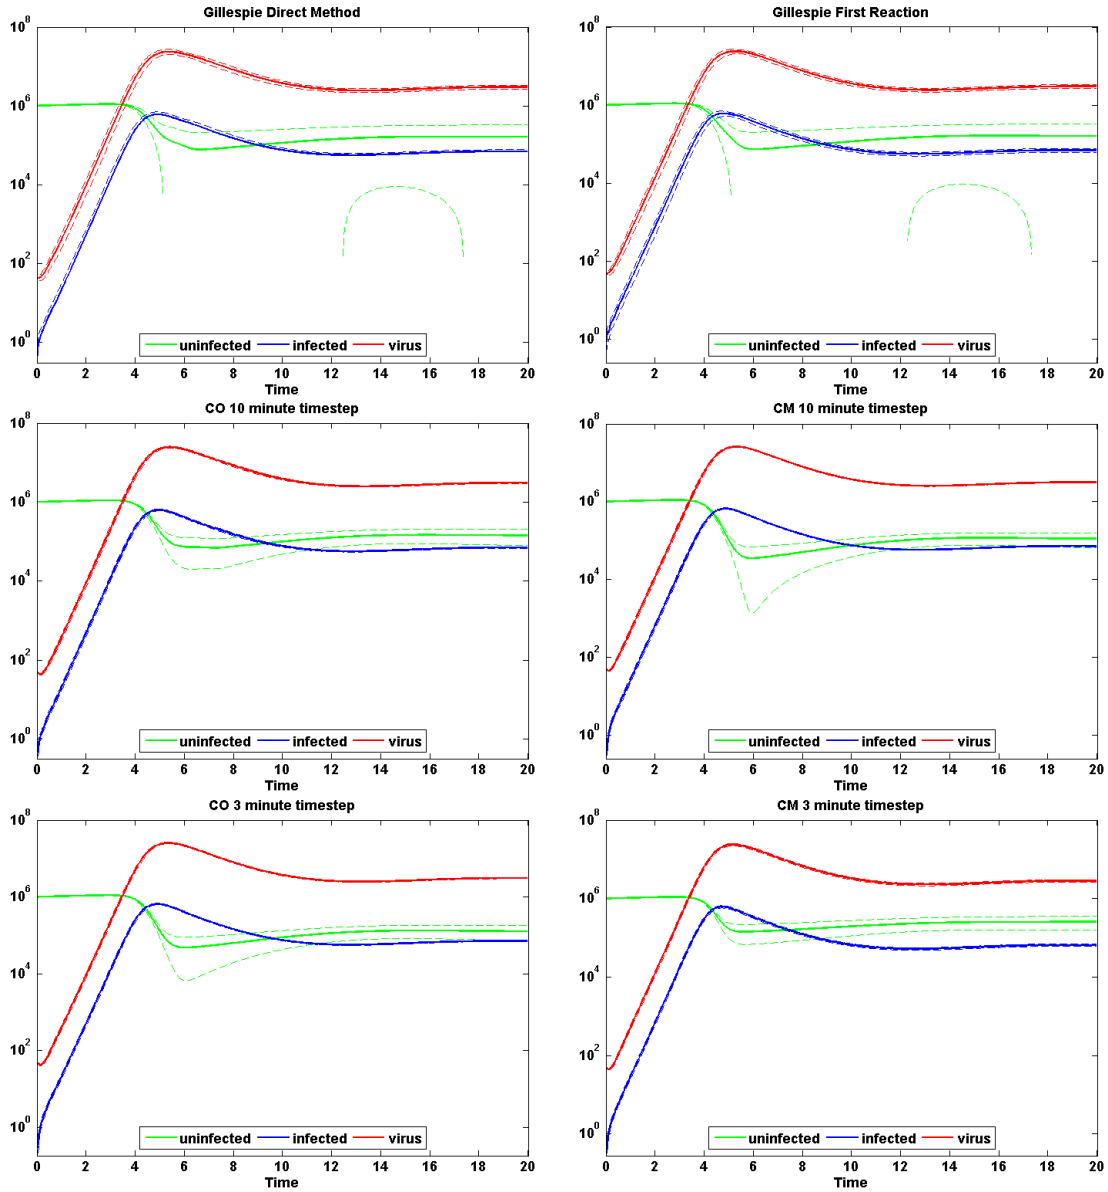 Gillespie Direct Method
10^8
10^6
10^4
10^2
10^0
uninfected infected virus
0 2 4 6 8 10 12 14 16 18 20
Time
Gillespie First Reaction
10^8
10^6
10^4
10^2
10^0
uninfected infected virus
0 2 4 6 8 10 12 14 16 18 20
Time
CO 10 minute timestep
10^8
10^6
10^4
10^2
10^0
uninfected infected virus
0 2 4 6 8 10 12 14 16 18 20
Time
CM 10 minute timestep
10^8
10^6
10^4
10^2
10^0
uninfected infected virus
0 2 4 6 8 10 12 14 16 18 20
Time
CO 3 minute timestep
10^8
10^6
10^4
10^2
10^0
uninfected infected virus
0 2 4 6 8 10 12 14 16 18 20
Time
CM 3 minute timestep
10^8
10^6
10^4
10^2
10^0
uninfected infected virus
0 2 4 6 8 10 12 14 16 18 20
Time